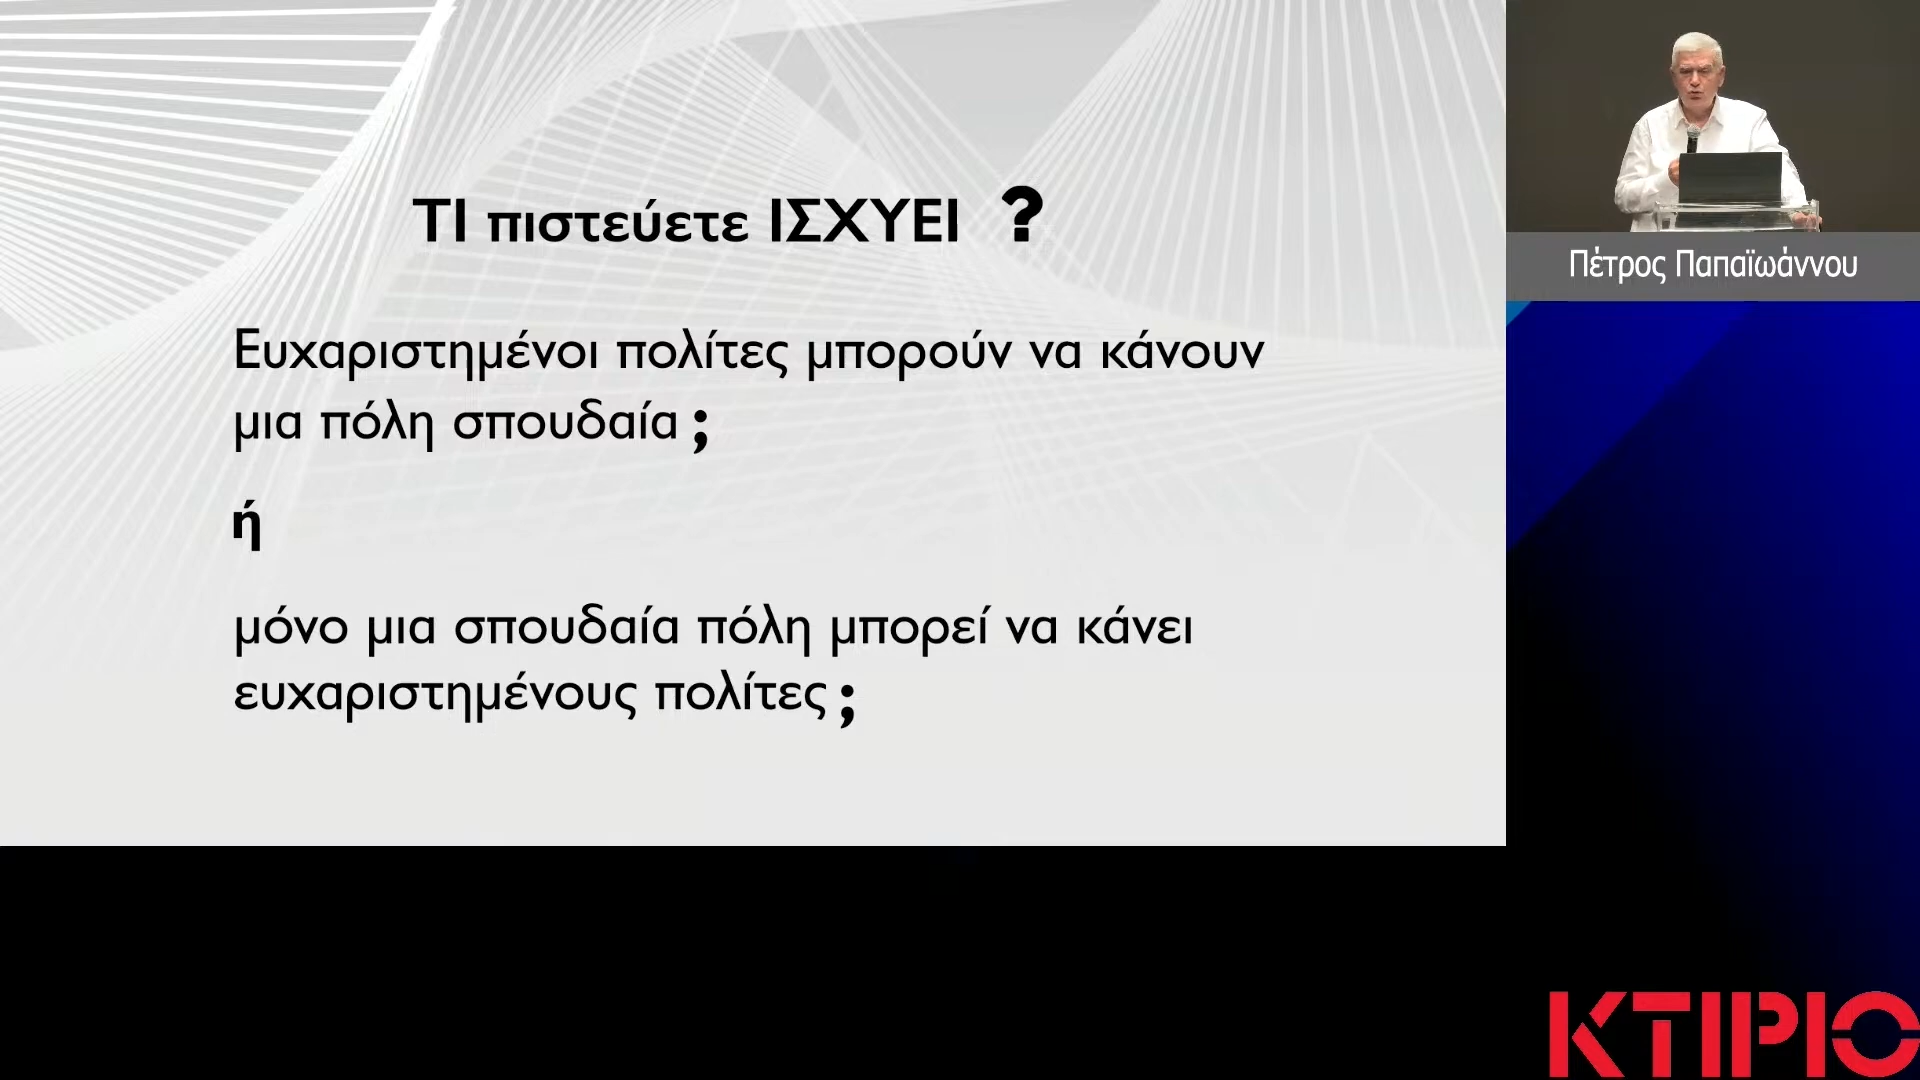 ΤΙ πιστεύετε ΙΣΧΥΕΙ ?
Ευχαριστημένοι πολίτες μπορούν να κάνουν
μια πόλη σπουδαία ;
ή
μόνο μια σπουδαία πόλη μπορεί να κάνει
ευχαριστημένους πολίτες ;
Πέτρος Παπαϊωάννου
ΚΤΙΡΙΟ